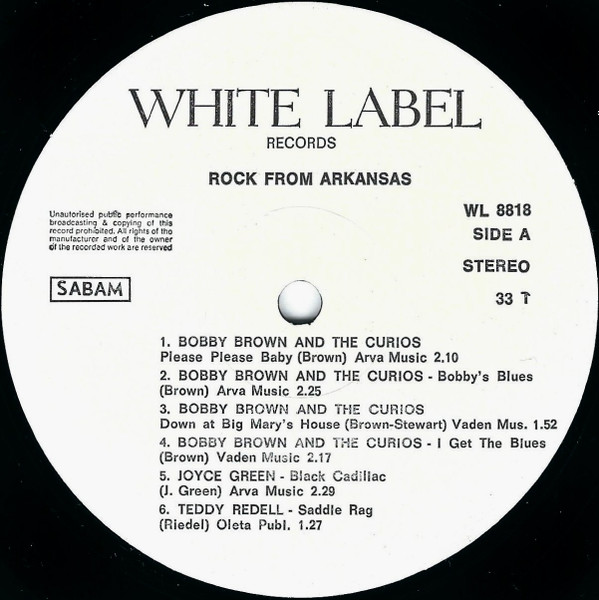 WHITE LABEL
RECORDS
ROCK FROM ARKANSAS
Unautorised public performance
broadcasting & copying of this
record prohibited. All rights of the
manufacturer and of the owner
of the recorded work are reserved
SABAM
WL 8818
SIDE A
STEREO
33 T
1. BOBBY BROWN AND THE CURIOS
Please Please Baby (Brown) Arva Music 2.10
2. BOBBY BROWN AND THE CURIOS - Bobby's Blues
(Brown) Arva Music 2.25
3. BOBBY BROWN AND THE CURIOS
Down at Big Mary's House (Brown-Stewart) Vaden Mus. 1.52
4. BOBBY BROWN AND THE CURIOS - I Get The Blues
(Brown) Vaden Music 2.17
5. JOYCE GREEN - Black Cadillac
(J. Green) Arva Music 2.29
6. TEDDY REDELL - Saddle Rag
(Riedel) Oleta Publ. 1.27